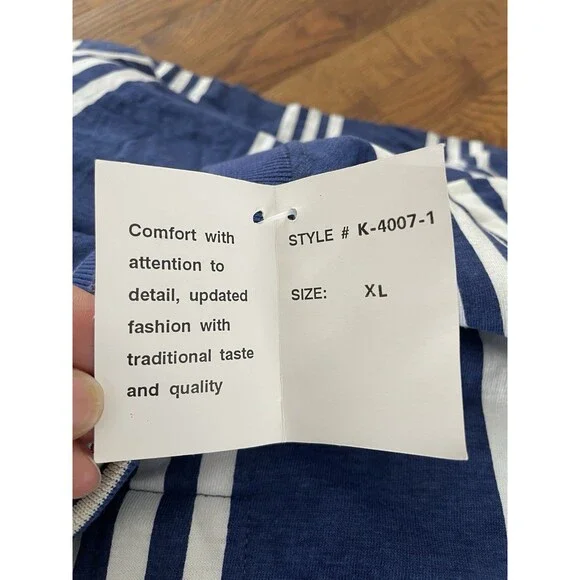 Comfort with
attention to
detail, updated
fashion with
traditional taste
and quality
STYLE # K-4007-1
SIZE: XL